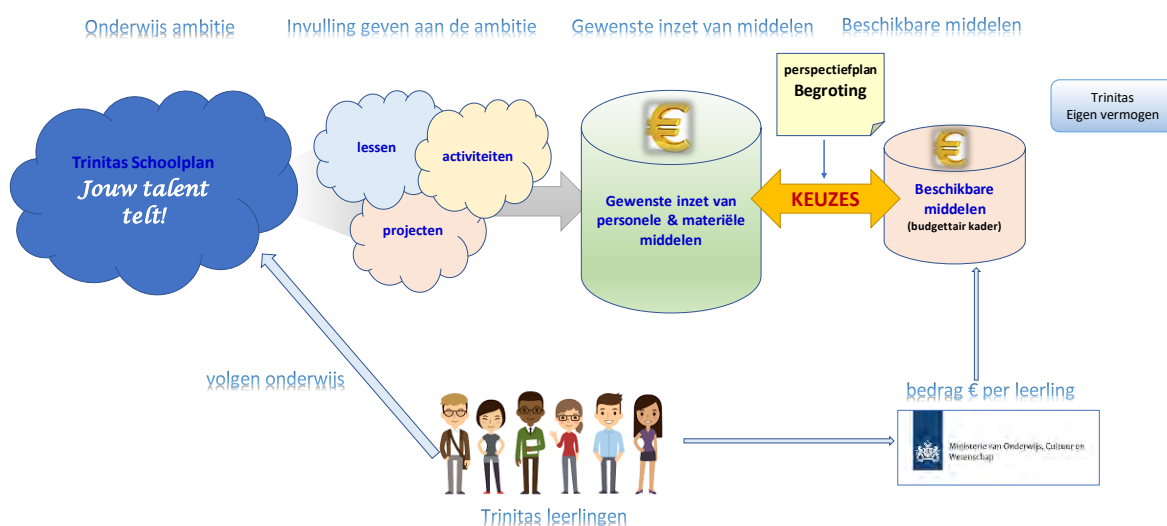 Onderwijs ambitie
Invulling geven aan de ambitie
Gewenste inzet van middelen
Beschikbare middelen
perspectiefplan
Begroting
Trinitas
Eigen vermogen
Trinitas Schoolplan
Jouw talent
telt!
lessen
activiteiten
projecten
Gewenste inzet van
personele & materiële
middelen
KEUZES
Beschikbare
middelen
(budgettair kader)
volgen onderwijs
bedrag € per leerling
Ministerie van Onderwijs, Cultuur en
Wetenschap
Trinitas leerlingen